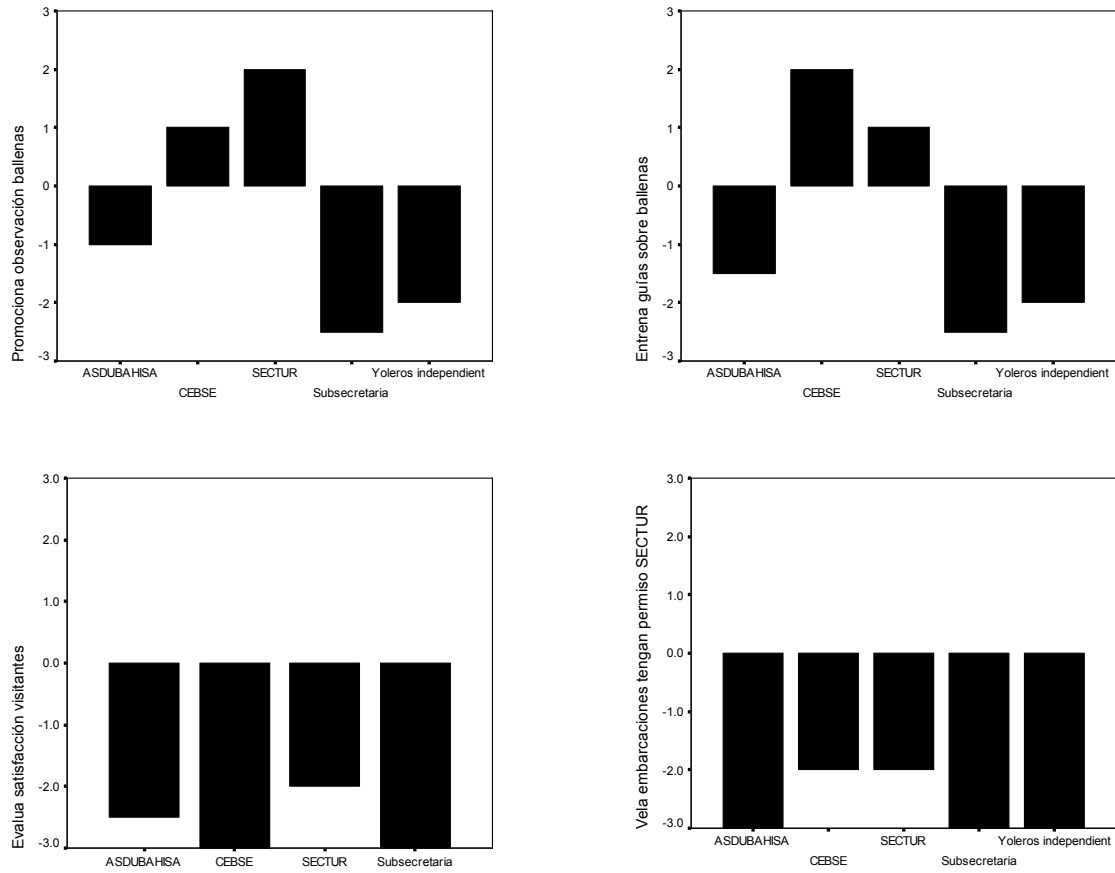 Promociona observación ballenas
3
2
1
0
-1
-2
-3
ASDUBAHISA
SECTUR
Yoleros independient
CEBSE
Subsecretaria
Entrena guías sobre ballenas
3
2
1
0
-1
-2
-3
ASDUBAHISA
SECTUR
Yoleros independient
CEBSE
Subsecretaria
Evalua satisfacción visitantes
3.0
2.0
1.0
0.0
-1.0
-2.0
-3.0
ASDUBAHISA
CEBSE
SECTUR
Subsecretaria
Vela embarcaciones tengan permiso SECTUR
3.0
2.0
1.0
0.0
-1.0
-2.0
-3.0
ASDUBAHISA
SECTUR
Yoleros independient
CEBSE
Subsecretaria